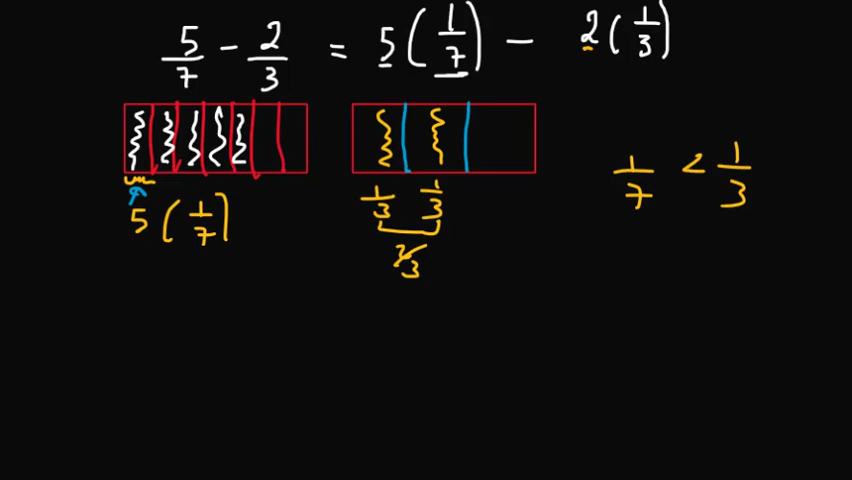 5/7 - 2/3 = 5(1/7) - 2(1/3)
1/7 < 1/3
1/3 1/3
5(1/7)
2/3